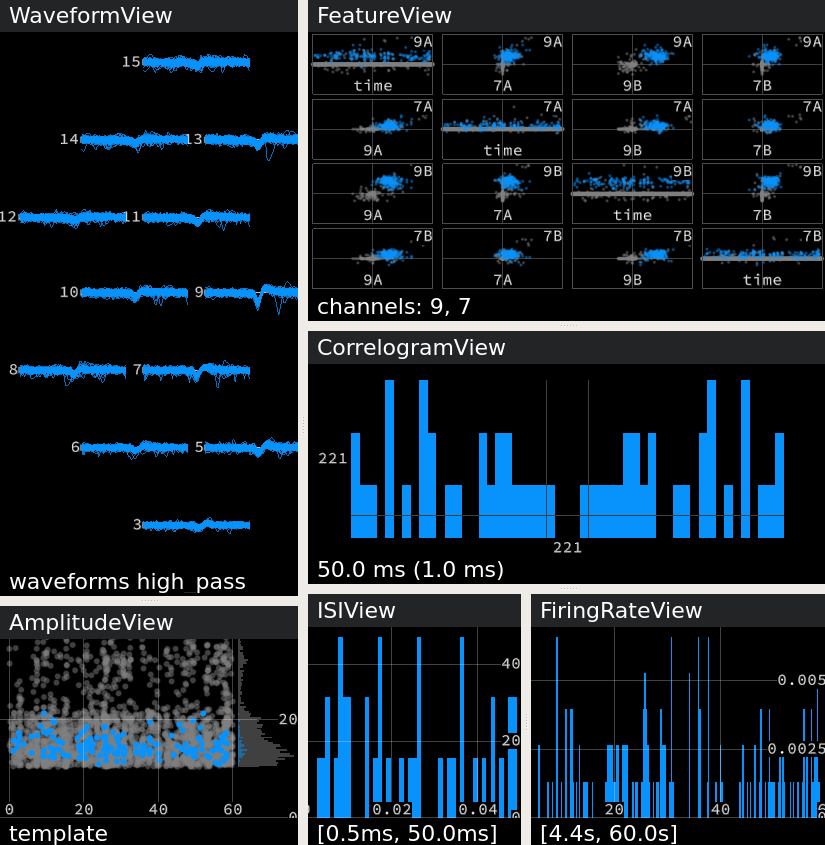 WaveformView
15
14
13
12
11
10
9
8
7
6
5
3
waveforms high_pass
FeatureView
9A 9A 9A 9A
time 7A 9B 7B
7A 7A 7A 7A
9A time 9B 7B
9B 9B 9B 9B
9A 7A time 7B
7B 7B 7B 7B
9A 7A 9B time
channels: 9, 7
CorrelogramView
221
221
50.0 ms (1.0 ms)
AmplitudeView
20
0 20 40 60
template
ISIView
40
20
0.02 0.04
[0.5ms, 50.0ms]
FiringRateView
0.005
0.0025
20 40
[4.4s, 60.0s]